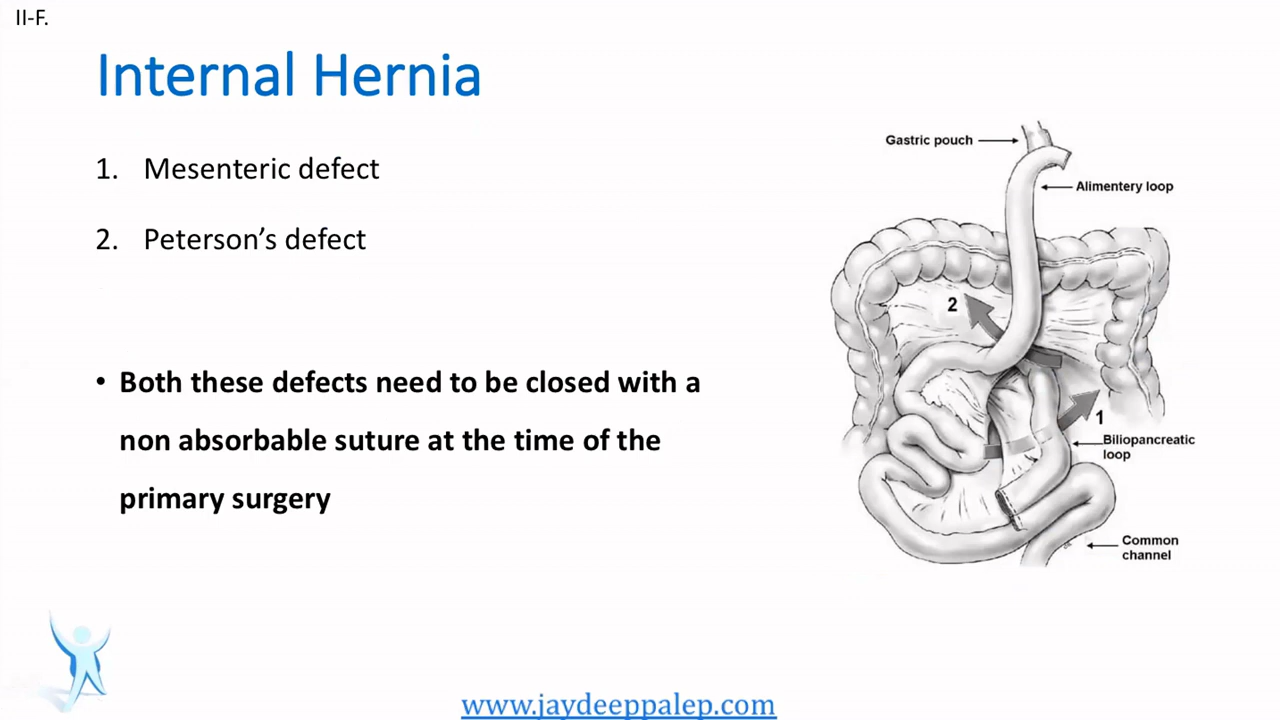 II-F.
Internal Hernia
1. Mesenteric defect
2. Peterson's defect
• Both these defects need to be closed with a
non absorbable suture at the time of the
primary surgery
Gastric pouch
Alimentery loop
2
1
Biliopancreatic
loop
Common
channel
www.jaydeeppalep.com